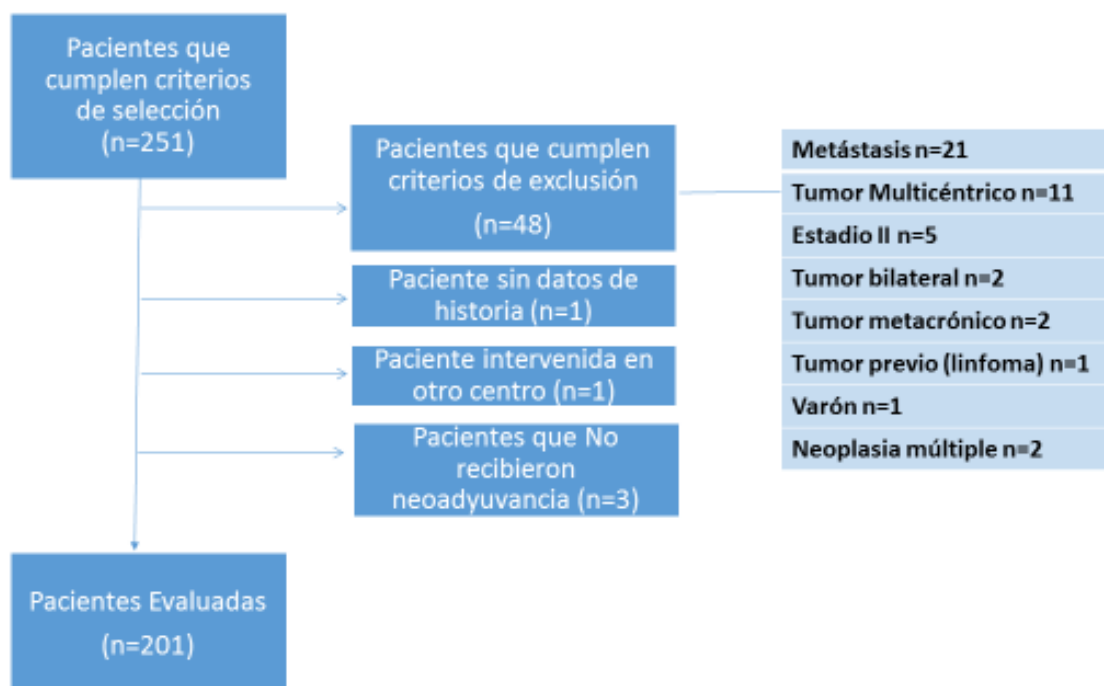 Pacientes que
cumplen criterios
de selección
(n=251)
Pacientes que cumplen
criterios de exclusión
(n=48)
Paciente sin datos de
historia (n=1)
Paciente intervenida en
otro centro (n=1)
Pacientes que No
recibieron
neoadyuvancia (n=3)
Metástasis n=21
Tumor Multicéntrico n=11
Estadio II n=5
Tumor bilateral n=2
Tumor metacrónico n=2
Tumor previo (linfoma) n=1
Varón n=1
Neoplasia múltiple n=2
Pacientes Evaluadas
(n=201)